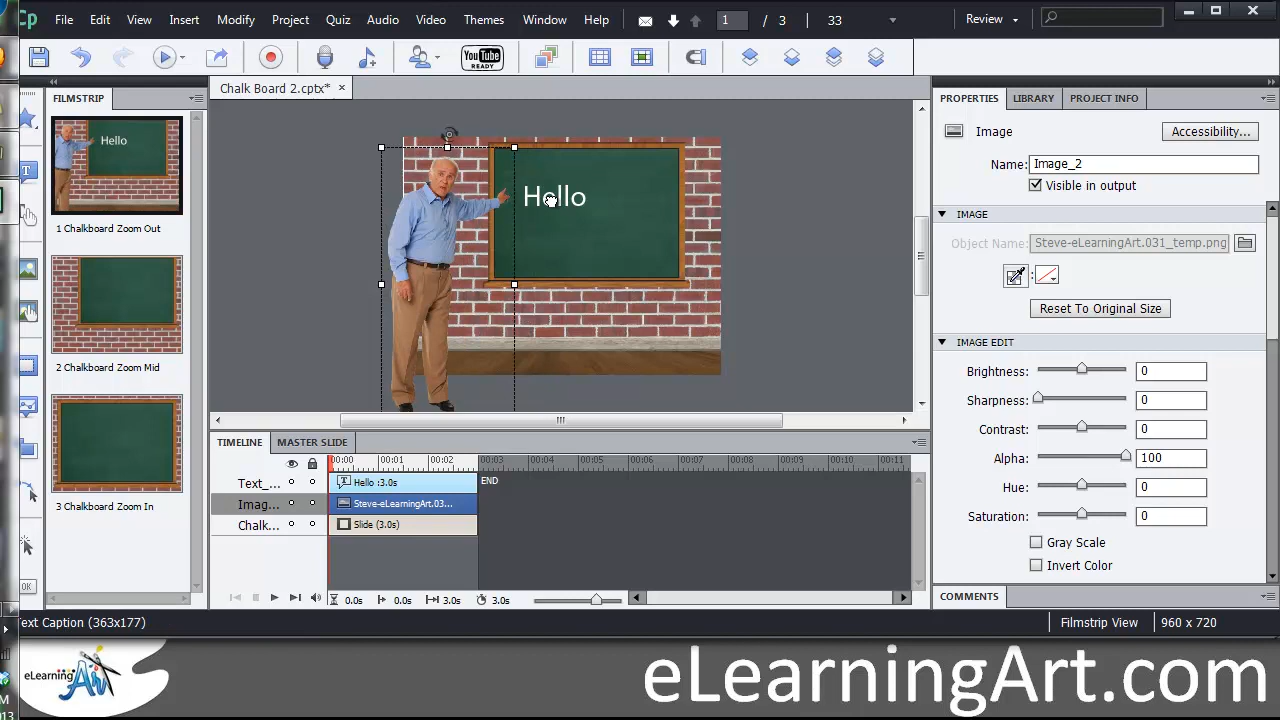 Cp File Edit View Insert Modify Project Quiz Audio Video Themes Window Help 1 / 3 33 Review
YouTube READY
FILMSTRIP
Chalk Board 2.cptx* ×
Hello
1 Chalkboard Zoom Out
2 Chalkboard Zoom Mid
3 Chalkboard Zoom In
OK
Hello
TIMELINE MASTER SLIDE
00:00 00:01 00:02 00:03 00:04 00:05 00:06 00:07 00:08 00:09 00:10 00:11
Text_... Hello :3.0s END
Imag... Steve-eLearningArt.03...
Chalk... Slide (3.0s)
0.0s 0.0s 3.0s 3.0s
PROPERTIES LIBRARY PROJECT INFO
Image Accessibility...
Name: Image_2
Visible in output
IMAGE
Object Name: Steve-eLearningArt.031_temp.png
:
Reset To Original Size
IMAGE EDIT
Brightness: 0
Sharpness: 0
Contrast: 0
Alpha: 100
Hue: 0
Saturation: 0
Gray Scale
Invert Color
COMMENTS
ext Caption (363x177) Filmstrip View 960 x 720
eLearning Art
eLearningArt.com